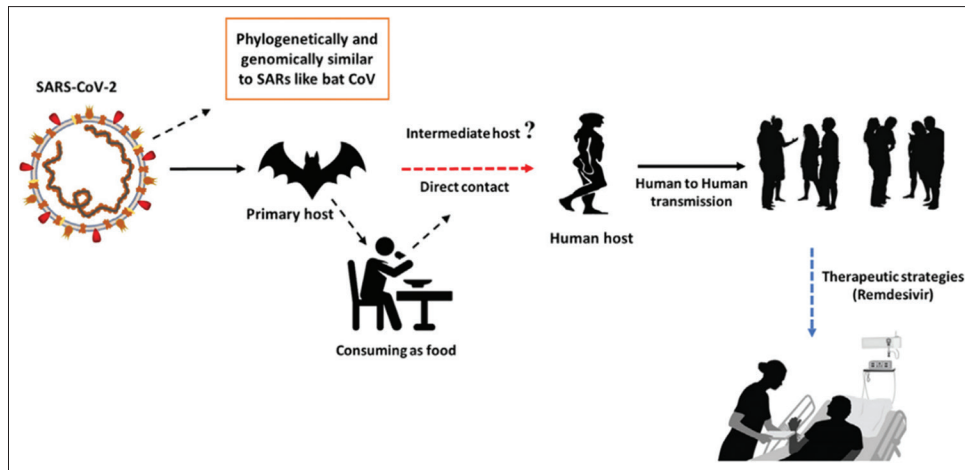 SARS-CoV-2
Phylogenetically and
genomically similar
to SARs like bat CoV
Primary host
Intermediate host ?
Direct contact
Consuming as food
Human host
Human to Human
transmission
Therapeutic strategies
(Remdesivir)